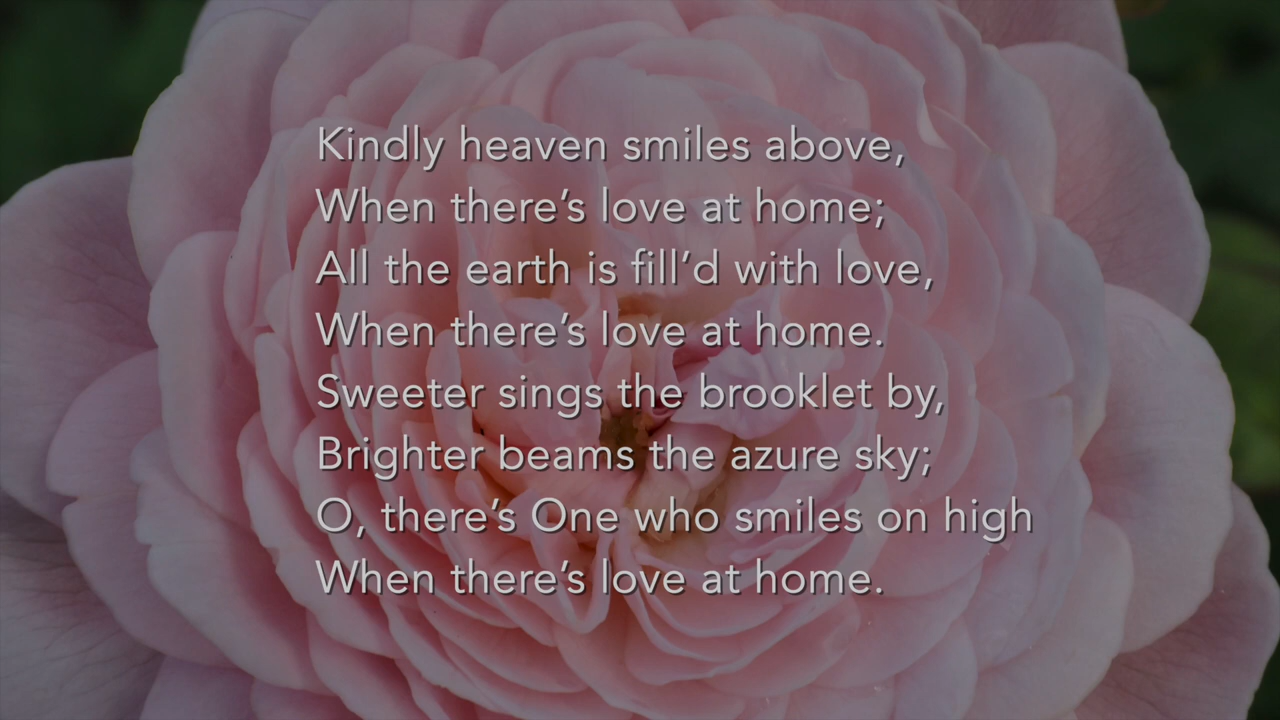 Kindly heaven smiles above,
When there’s love at home;
All the earth is fill’d with love,
When there’s love at home.
Sweeter sings the brooklet by,
Brighter beams the azure sky;
O, there’s One who smiles on high
When there’s love at home.